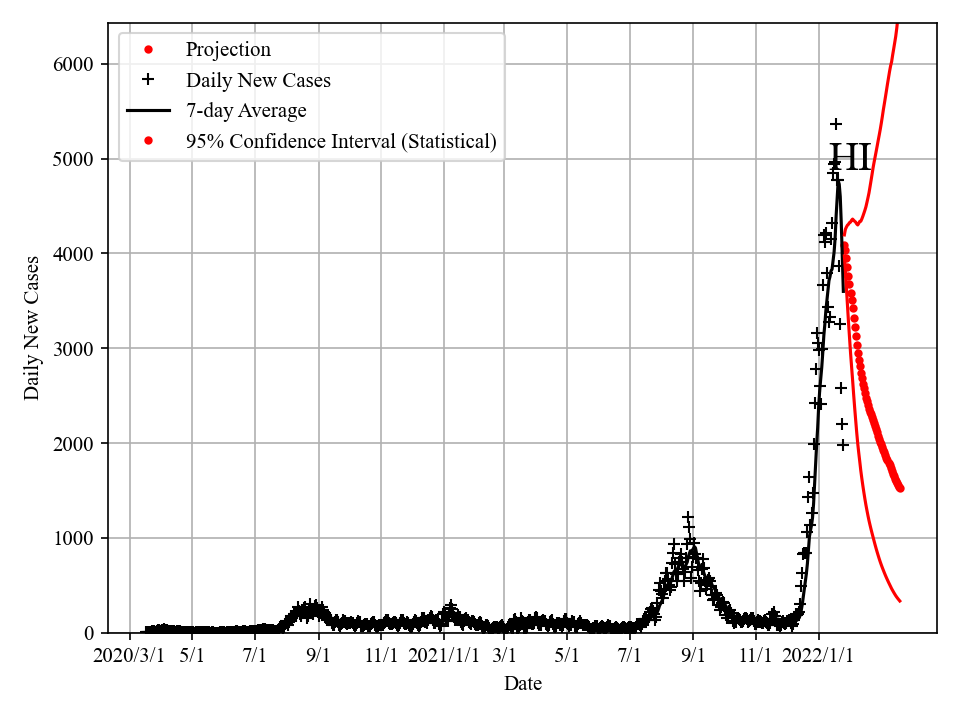 Projection
Daily New Cases
7-day Average
95% Confidence Interval (Statistical)
HI
6000
5000
4000
3000
2000
1000
0
Daily New Cases
2020/3/1 5/1 7/1 9/1 11/1 2021/1/1 3/1 5/1 7/1 9/1 11/1 2022/1/1
Date